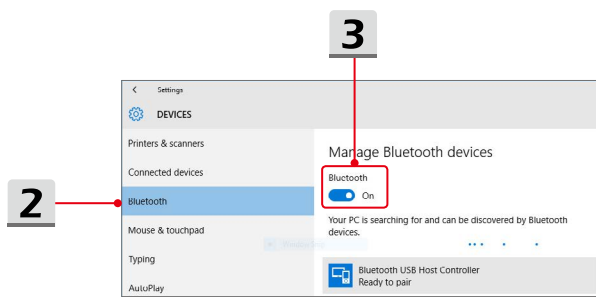 3
Settings
DEVICES
Printers & scanners
Connected devices
2
Bluetooth
Mouse & touchpad
Typing
AutoPlay
Manage Bluetooth devices
Bluetooth
On
Your PC is searching for and can be discovered by Bluetooth
devices.
Bluetooth USB Host Controller
Ready to pair